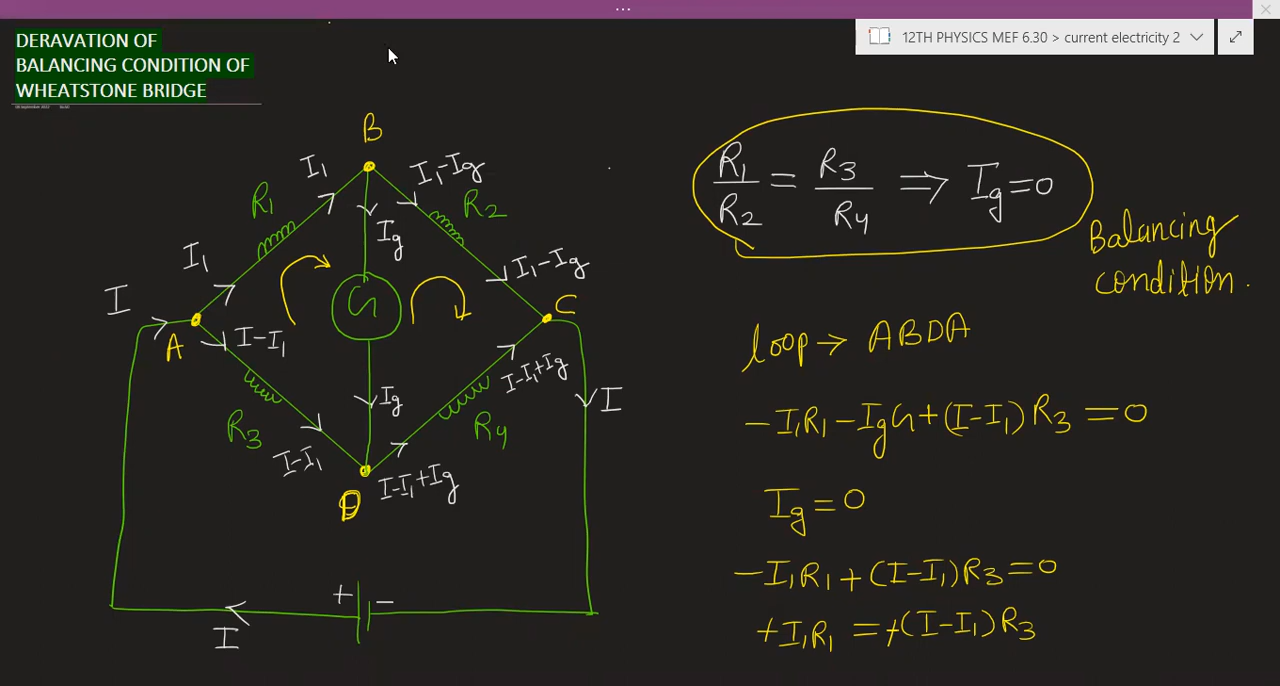 DERAVATION OF
BALANCING CONDITION OF
WHEATSTONE BRIDGE
12TH PHYSICS MEF 6.30 > current electricity 2
B
I₁
I₁-Ig
R₁
R₂
Ig
I₁
I₁-Ig
I
G
C
A
I-I₁
I-I₁+Ig
Ig
I
R₃
R₄
I-I₁
I-I₁+Ig
D
+ -
I
R₁/R₂ = R₃/R₄ ⇒ Ig=0
Balancing
condition.
loop → ABDA
-I₁R₁-IgG+(I-I₁)R₃=0
Ig=0
-I₁R₁+(I-I₁)R₃=0
+I₁R₁=+(I-I₁)R₃